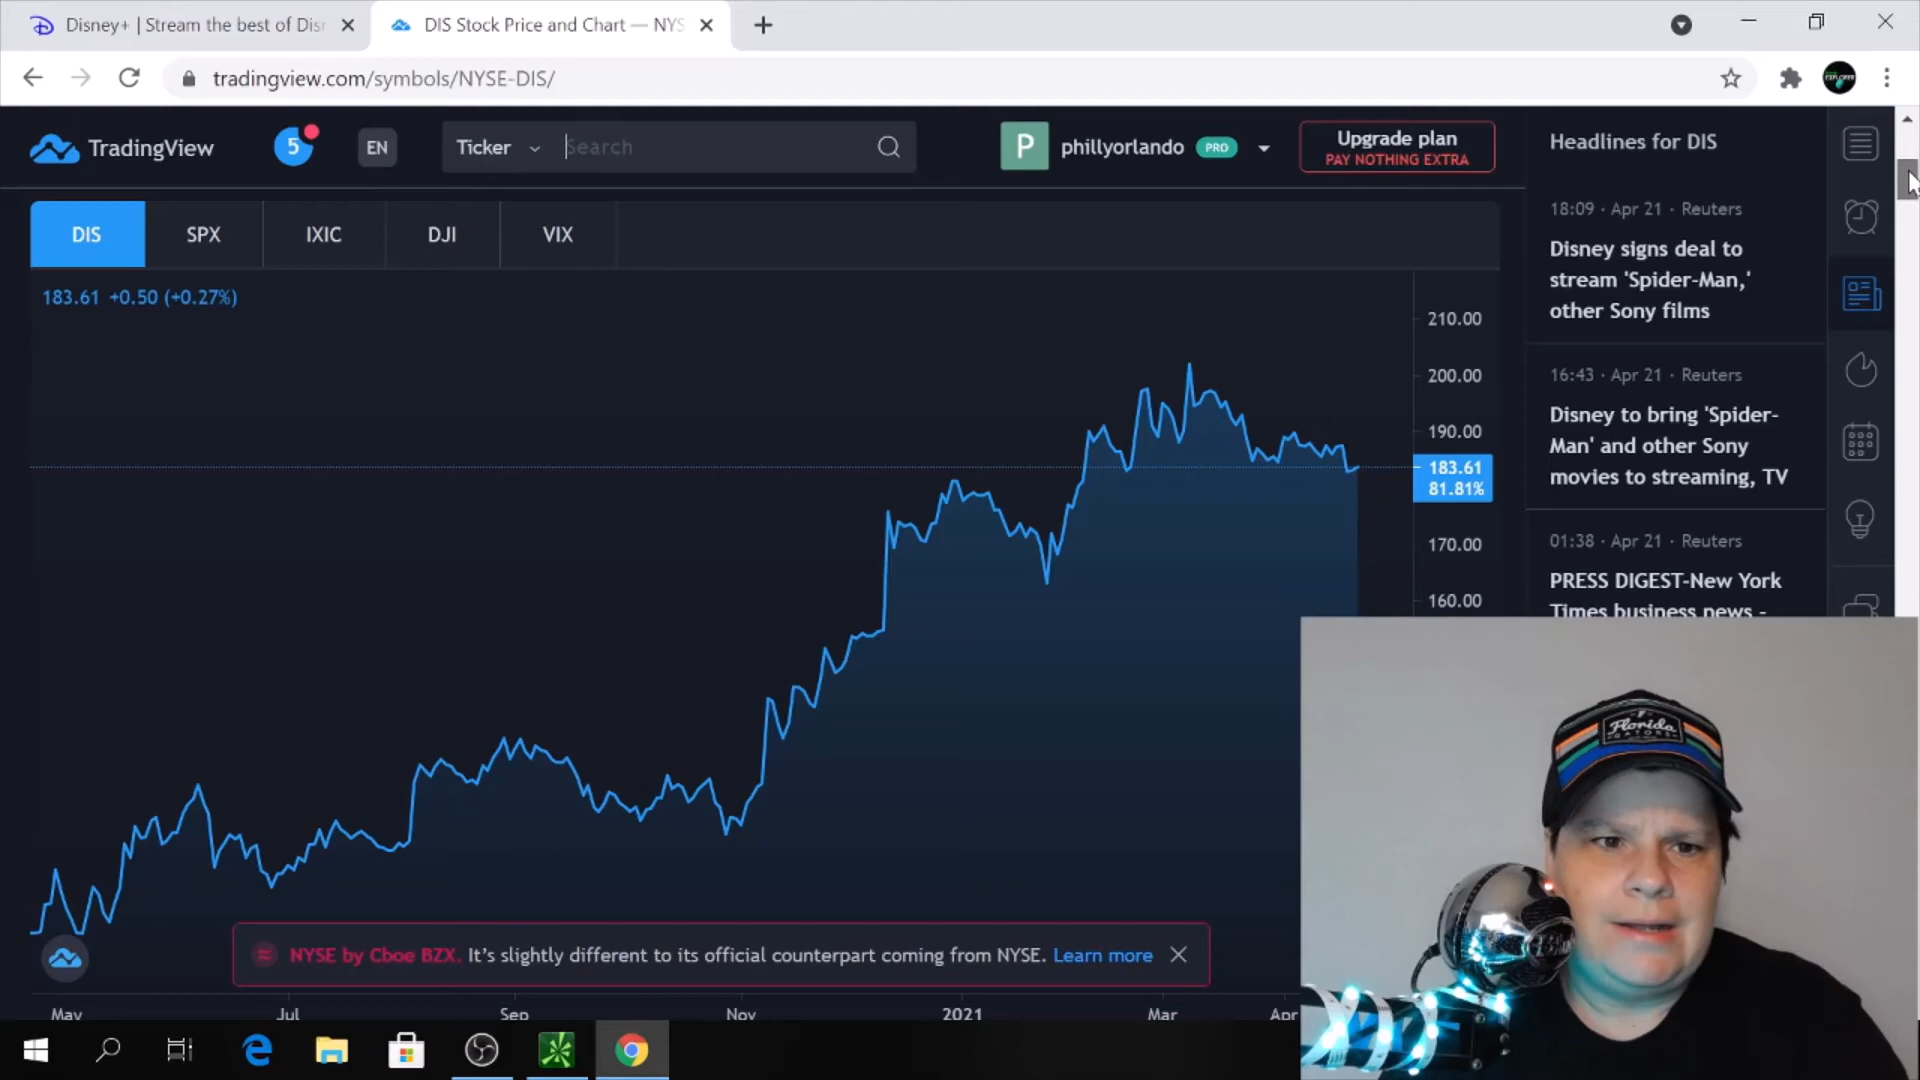 Disney+ | Stream the best of Dis
DIS Stock Price and Chart — NYS
tradingview.com/symbols/NYSE-DIS/
TradingView
5
EN
Ticker
Search
P
phillyorlando
PRO
Upgrade plan
PAY NOTHING EXTRA
DIS
SPX
IXIC
DJI
VIX
183.61 +0.50 (+0.27%)
210.00
200.00
190.00
183.61
81.81%
170.00
160.00
Headlines for DIS
18:09 · Apr 21 · Reuters
Disney signs deal to
stream 'Spider-Man,'
other Sony films
16:43 · Apr 21 · Reuters
Disney to bring 'Spider-
Man' and other Sony
movies to streaming, TV
01:38 · Apr 21 · Reuters
PRESS DIGEST-New York
Times business news -
NYSE by Cboe BZX. It's slightly different to its official counterpart coming from NYSE. Learn more
May
Jul
Sep
Nov
2021
Mar
Apr
Florida
GATORS